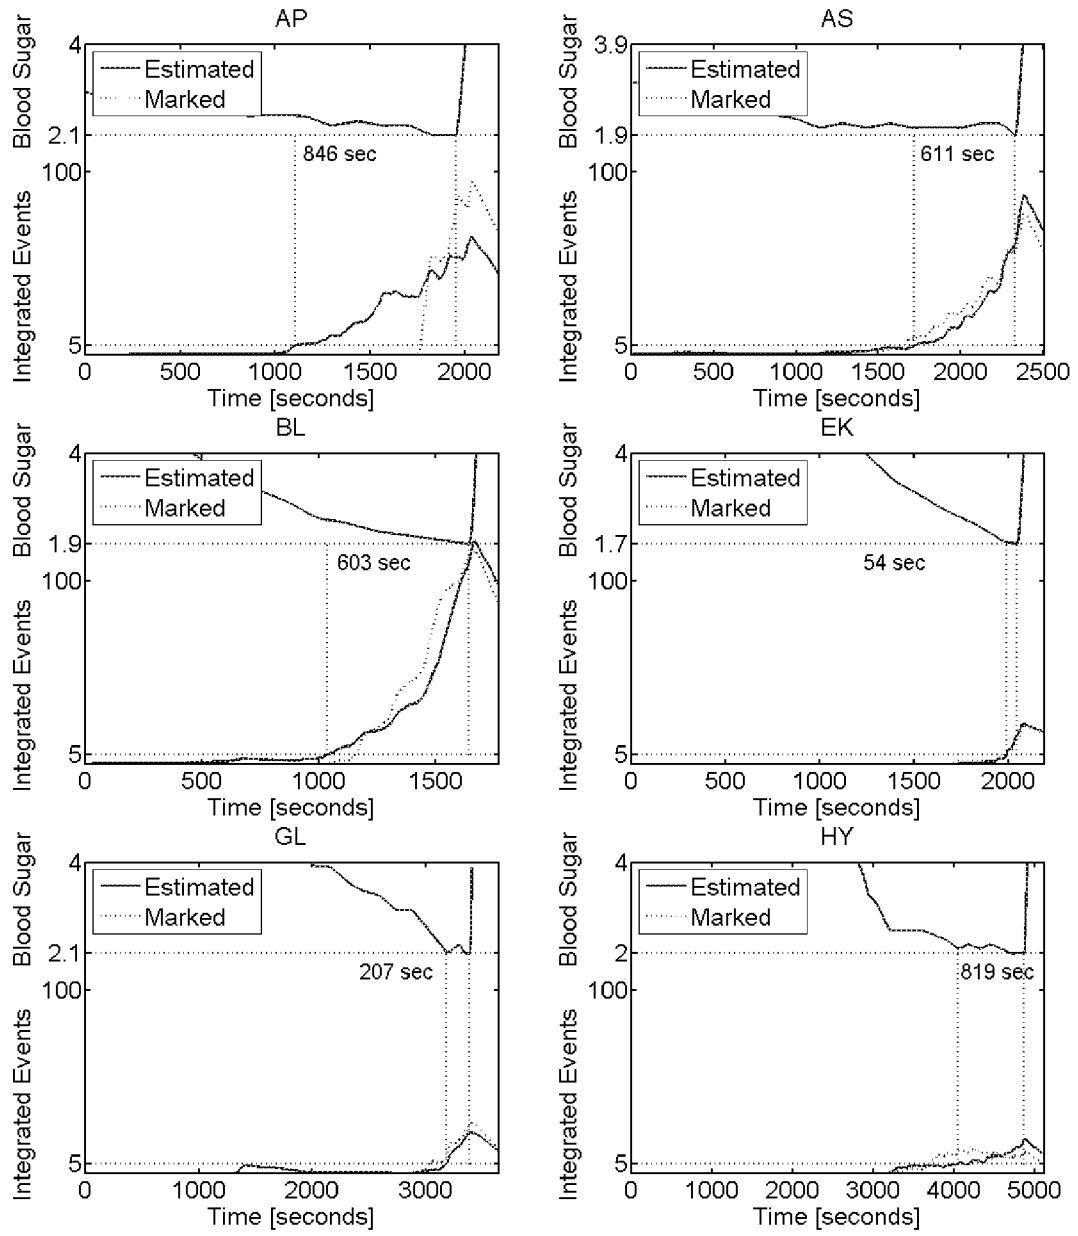 AP
Blood Sugar
4
2.1
Estimated
Marked
846 sec
Integrated Events
100
5
0 500 1000 1500 2000
Time [seconds]
AS
Blood Sugar
3.9
1.9
Estimated
Marked
611 sec
Integrated Events
100
5
0 500 1000 1500 2000 2500
Time [seconds]
BL
Blood Sugar
4
1.9
Estimated
Marked
603 sec
Integrated Events
100
5
0 500 1000 1500
Time [seconds]
EK
Blood Sugar
4
1.7
Estimated
Marked
54 sec
Integrated Events
100
5
0 500 1000 1500 2000
Time [seconds]
GL
Blood Sugar
4
2.1
Estimated
Marked
207 sec
Integrated Events
100
5
0 1000 2000 3000
Time [seconds]
HY
Blood Sugar
4
2
Estimated
Marked
819 sec
Integrated Events
100
5
0 1000 2000 3000 4000 5000
Time [seconds]